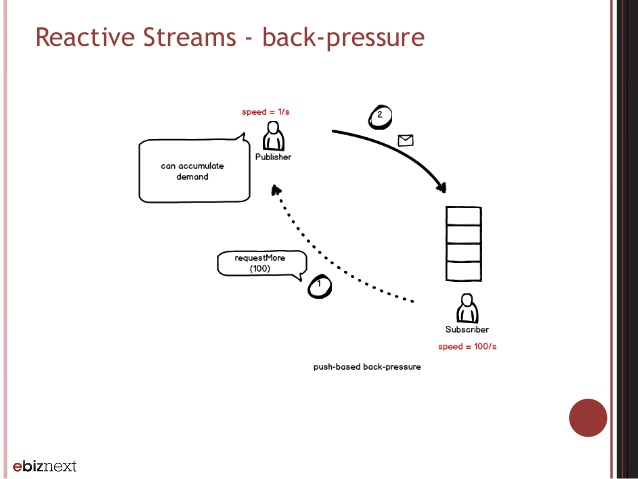 Reactive Streams - back-pressure
speed = 1/s
2
Publisher
can accumulate
demand
requestMore
(100)
1
Subscriber
speed = 100/s
push-based back-pressure
ebiznext